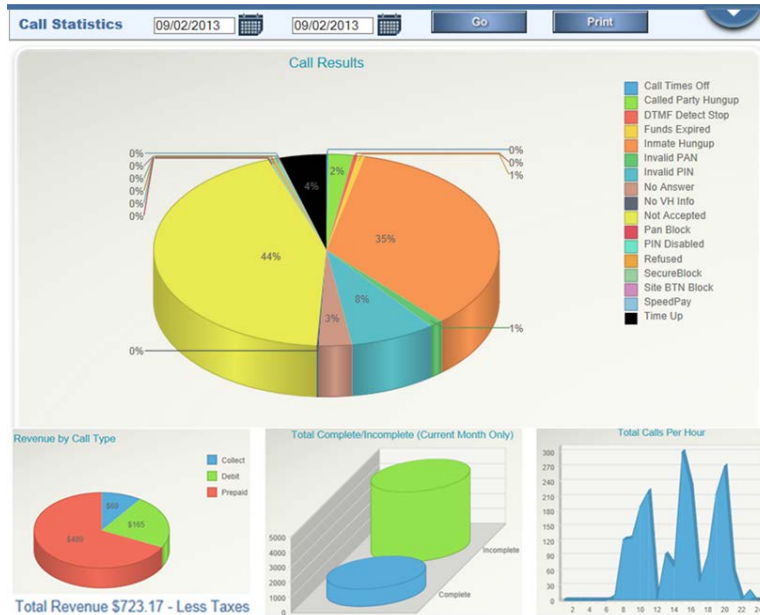 Call Statistics 09/02/2013 09/02/2013 Go Print
Call Results
Call Times Off
Called Party Hungup
DTMF Detect Stop
Funds Expired
Inmate Hungup
Invalid PAN
Invalid PIN
No Answer
No VH Info
Not Accepted
Pan Block
PIN Disabled
Refused
SecureBlock
Site BTN Block
SpeedPay
Time Up
0%
0%
0%
0%
0%
0%
4%
2%
0%
0%
1%
35%
44%
8%
3%
1%
0%
Revenue by Call Type
Collect
Debit
Prepaid
$69
$165
$489
Total Revenue $723.17 - Less Taxes
Total Complete/Incomplete (Current Month Only)
5000
4000
3000
2000
1000
0
Incomplete
Complete
Total Calls Per Hour
300
270
240
210
180
150
120
90
60
30
0
2 4 6 8 10 12 14 16 18 20 22 24